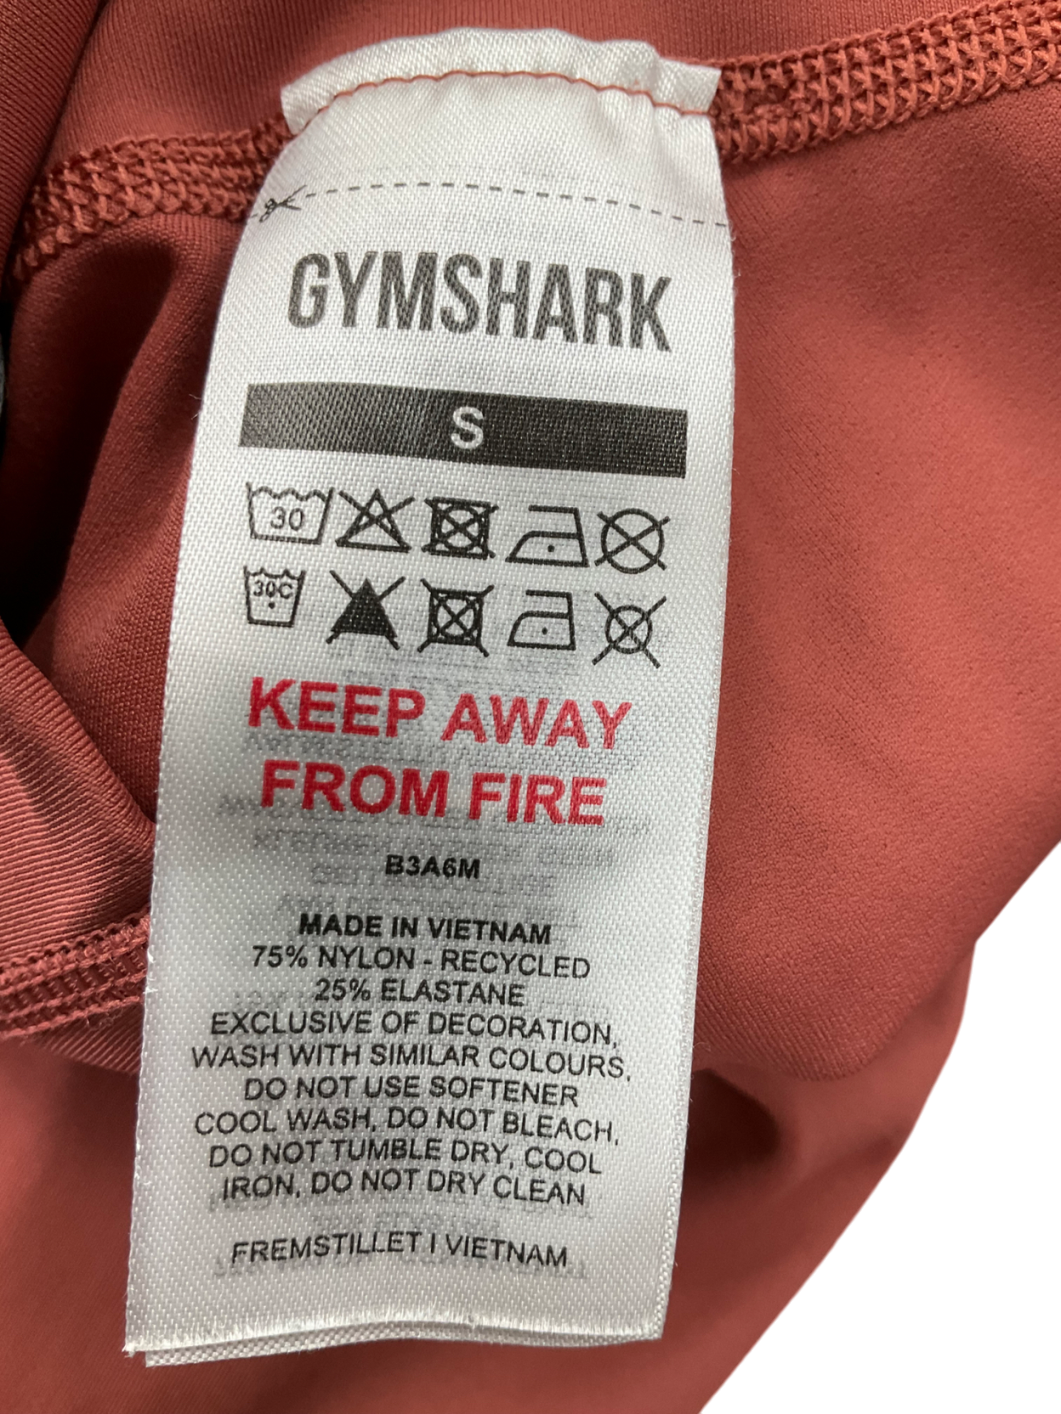 GYMSHARK
S
30
30C
KEEP AWAY
FROM FIRE
B3A6M
MADE IN VIETNAM
75% NYLON - RECYCLED
25% ELASTANE
EXCLUSIVE OF DECORATION,
WASH WITH SIMILAR COLOURS,
DO NOT USE SOFTENER
COOL WASH, DO NOT BLEACH,
DO NOT TUMBLE DRY, COOL
IRON, DO NOT DRY CLEAN
FREMSTILLET I VIETNAM